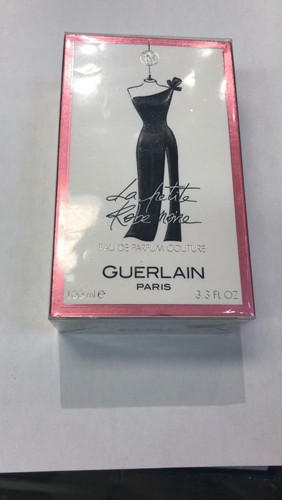 La petite
Robe noire
EAU DE PARFUM COUTURE
GUERLAIN
PARIS
100 ml e 3.3 FL OZ